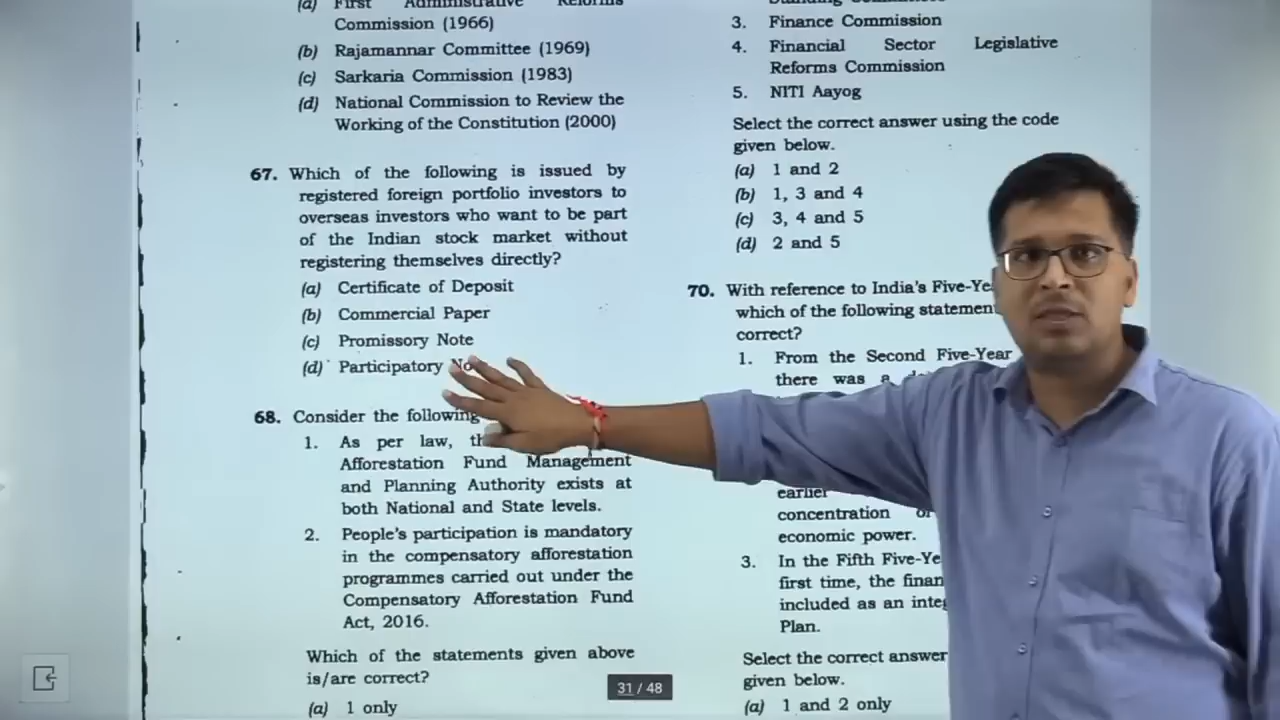 (a) First Administrative Reforms
Commission (1966)
(b) Rajamannar Committee (1969)
(c) Sarkaria Commission (1983)
(d) National Commission to Review the
Working of the Constitution (2000)
67. Which of the following is issued by
registered foreign portfolio investors to
overseas investors who want to be part
of the Indian stock market without
registering themselves directly?
(a) Certificate of Deposit
(b) Commercial Paper
(c) Promissory Note
(d) Participatory
68. Consider the following
1. As per law,
Afforestation Fund Management
and Planning Authority exists at
both National and State levels.
2. People's participation is mandatory
in the compensatory afforestation
programmes carried out under the
Compensatory Afforestation Fund
Act, 2016.
Which of the statements given above
is/are correct?
(a) 1 only
3. Finance Commission
4. Financial Sector Legislative
Reforms Commission
5. NITI Aayog
Select the correct answer using the code
given below.
(a) 1 and 2
(b) 1, 3 and 4
(c) 3, 4 and 5
(d) 2 and 5
70. With reference to India's
which of the following
correct?
1. From the Second Five-Year
there was a
earlier
concentration
economic power.
3. In the Fifth
first time, the
included as an
Plan.
Select the correct answer
given below.
(a) 1 and 2 only
31 / 48